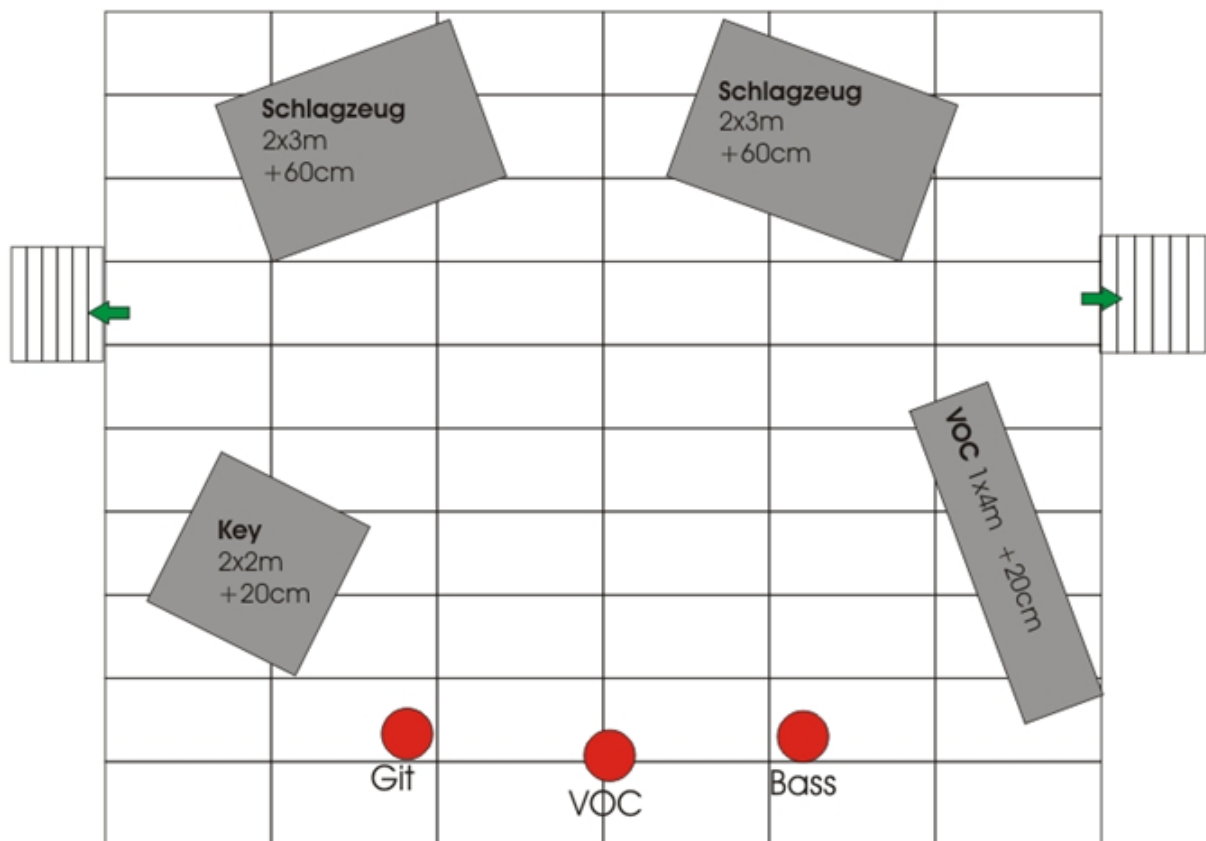 Schlagzeug
2x3m
+60cm
Schlagzeug
2x3m
+60cm
VOC 1x4m +20cm
Key
2x2m
+20cm
Git
VOC
Bass